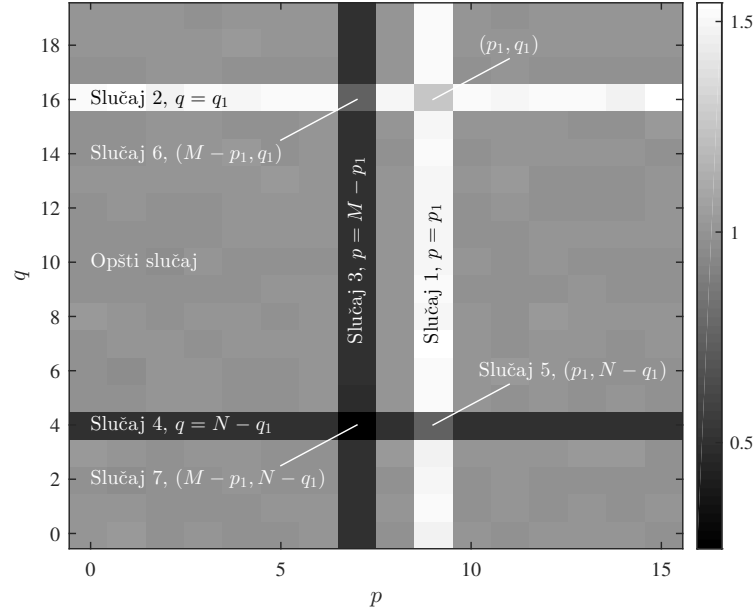 18
16
14
12
10
8
6
4
2
0
q
0
5
10
15
p
1.5
1
0.5
(p₁, q₁)
Slučaj 2, q = q₁
Slučaj 6, (M − p₁, q₁)
Slučaj 3, p = M − p₁
Slučaj 1, p = p₁
Opšti slučaj
Slučaj 5, (p₁, N − q₁)
Slučaj 4, q = N − q₁
Slučaj 7, (M − p₁, N − q₁)